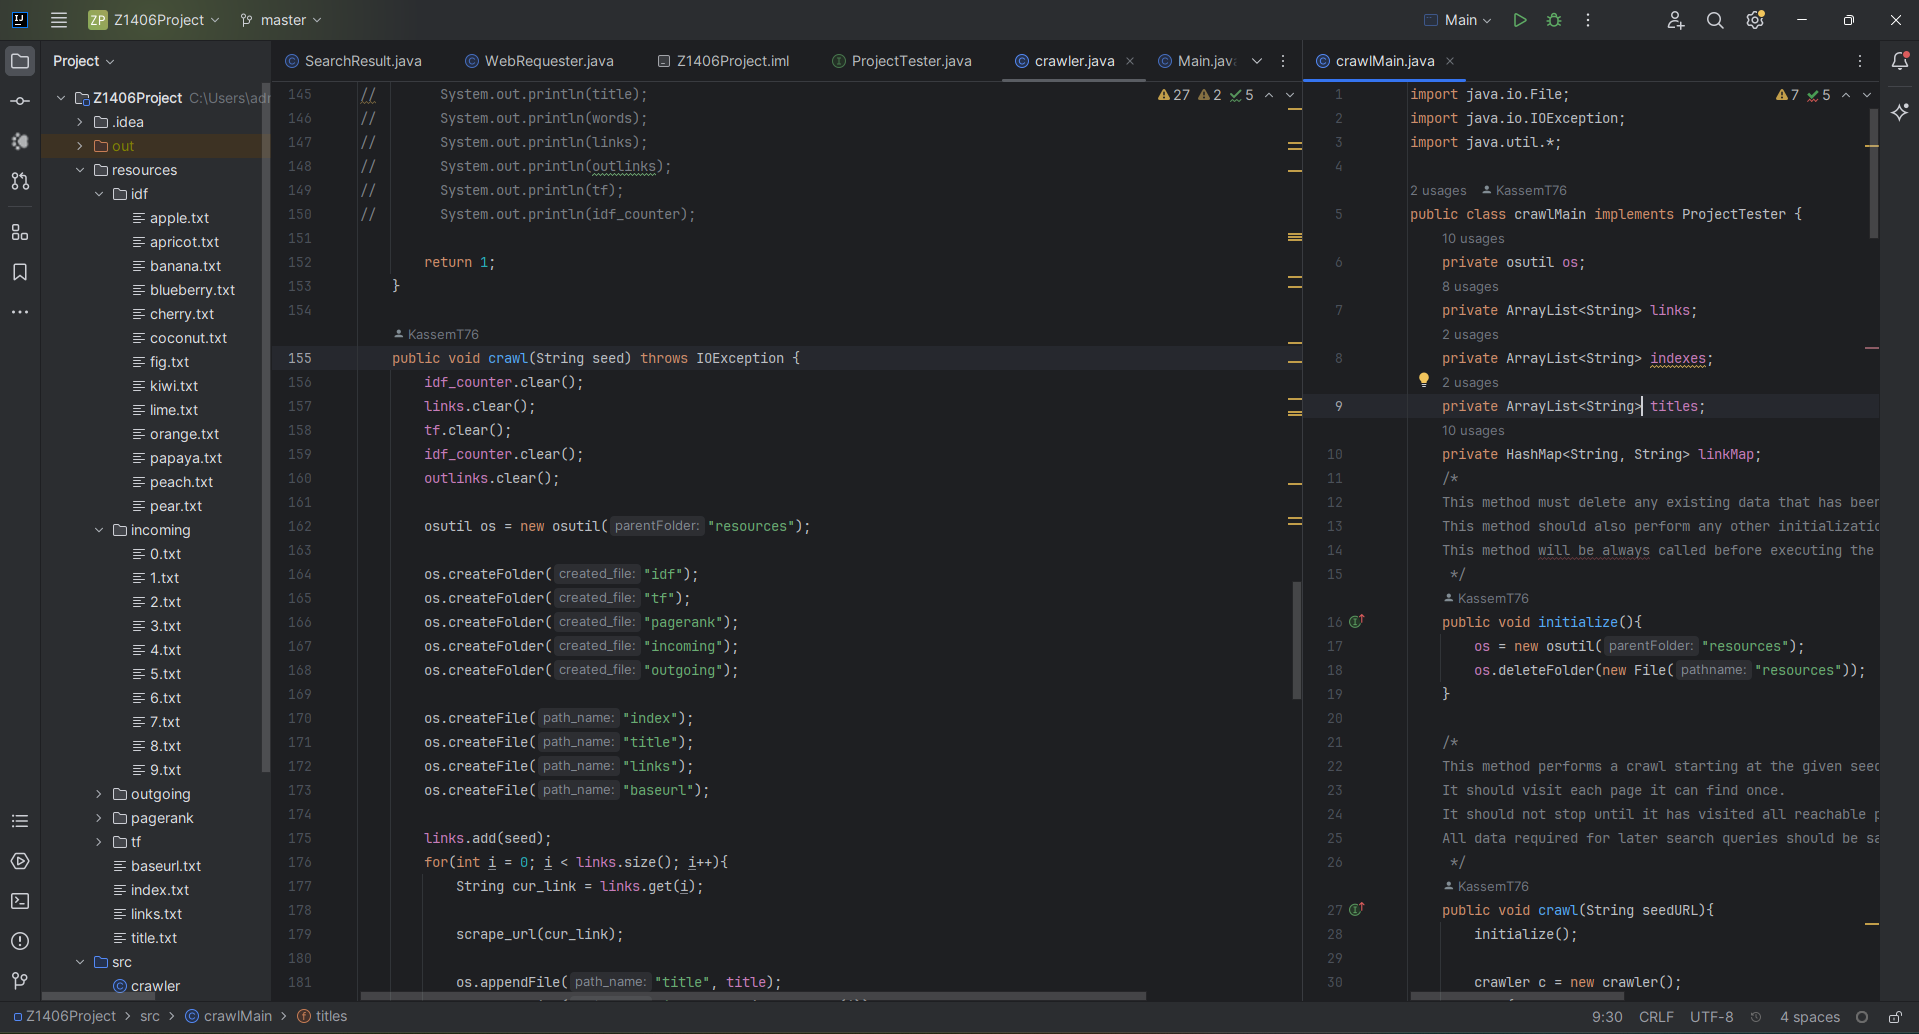 ZP Z1406Project master Main
Project
Z1406Project C:\Users\adr
.idea
out
resources
idf
apple.txt
apricot.txt
banana.txt
blueberry.txt
cherry.txt
coconut.txt
fig.txt
kiwi.txt
lime.txt
orange.txt
papaya.txt
peach.txt
pear.txt
incoming
0.txt
1.txt
2.txt
3.txt
4.txt
5.txt
6.txt
7.txt
8.txt
9.txt
outgoing
pagerank
tf
baseurl.txt
index.txt
links.txt
title.txt
src
crawler
SearchResult.java WebRequester.java Z1406Project.iml ProjectTester.java crawler.java Main.java
27 2 5
145 // System.out.println(title);
146 // System.out.println(words);
147 // System.out.println(links);
148 // System.out.println(outlinks);
149 // System.out.println(tf);
150 // System.out.println(idf_counter);
151
152 return 1;
153 }
154
KassemT76
155 public void crawl(String seed) throws IOException {
156 idf_counter.clear();
157 links.clear();
158 tf.clear();
159 idf_counter.clear();
160 outlinks.clear();
161
162 osutil os = new osutil( parentFolder: "resources");
163
164 os.createFolder( created_file: "idf");
165 os.createFolder( created_file: "tf");
166 os.createFolder( created_file: "pagerank");
167 os.createFolder( created_file: "incoming");
168 os.createFolder( created_file: "outgoing");
169
170 os.createFile( path_name: "index");
171 os.createFile( path_name: "title");
172 os.createFile( path_name: "links");
173 os.createFile( path_name: "baseurl");
174
175 links.add(seed);
176 for(int i = 0; i < links.size(); i++){
177 String cur_link = links.get(i);
178
179 scrape_url(cur_link);
180
181 os.appendFile( path_name: "title", title);
crawlMain.java
7 5
1 import java.io.File;
2 import java.io.IOException;
3 import java.util.*;
4
2 usages KassemT76
5 public class crawlMain implements ProjectTester {
10 usages
6 private osutil os;
8 usages
7 private ArrayList<String> links;
2 usages
8 private ArrayList<String> indexes;
2 usages
9 private ArrayList<String> titles;
10 usages
10 private HashMap<String, String> linkMap;
11 /*
12 This method must delete any existing data that has been
13 This method should also perform any other initializatio
14 This method will be always called before executing the
15 */
KassemT76
16 public void initialize(){
17 os = new osutil( parentFolder: "resources");
18 os.deleteFolder(new File( pathname: "resources"));
19 }
20
21 /*
22 This method performs a crawl starting at the given seed
23 It should visit each page it can find once.
24 It should not stop until it has visited all reachable p
25 All data required for later search queries should be sa
26 */
KassemT76
27 public void crawl(String seedURL){
28 initialize();
29
30 crawler c = new crawler();
Z1406Project > src > crawlMain > titles 9:30 CRLF UTF-8 4 spaces